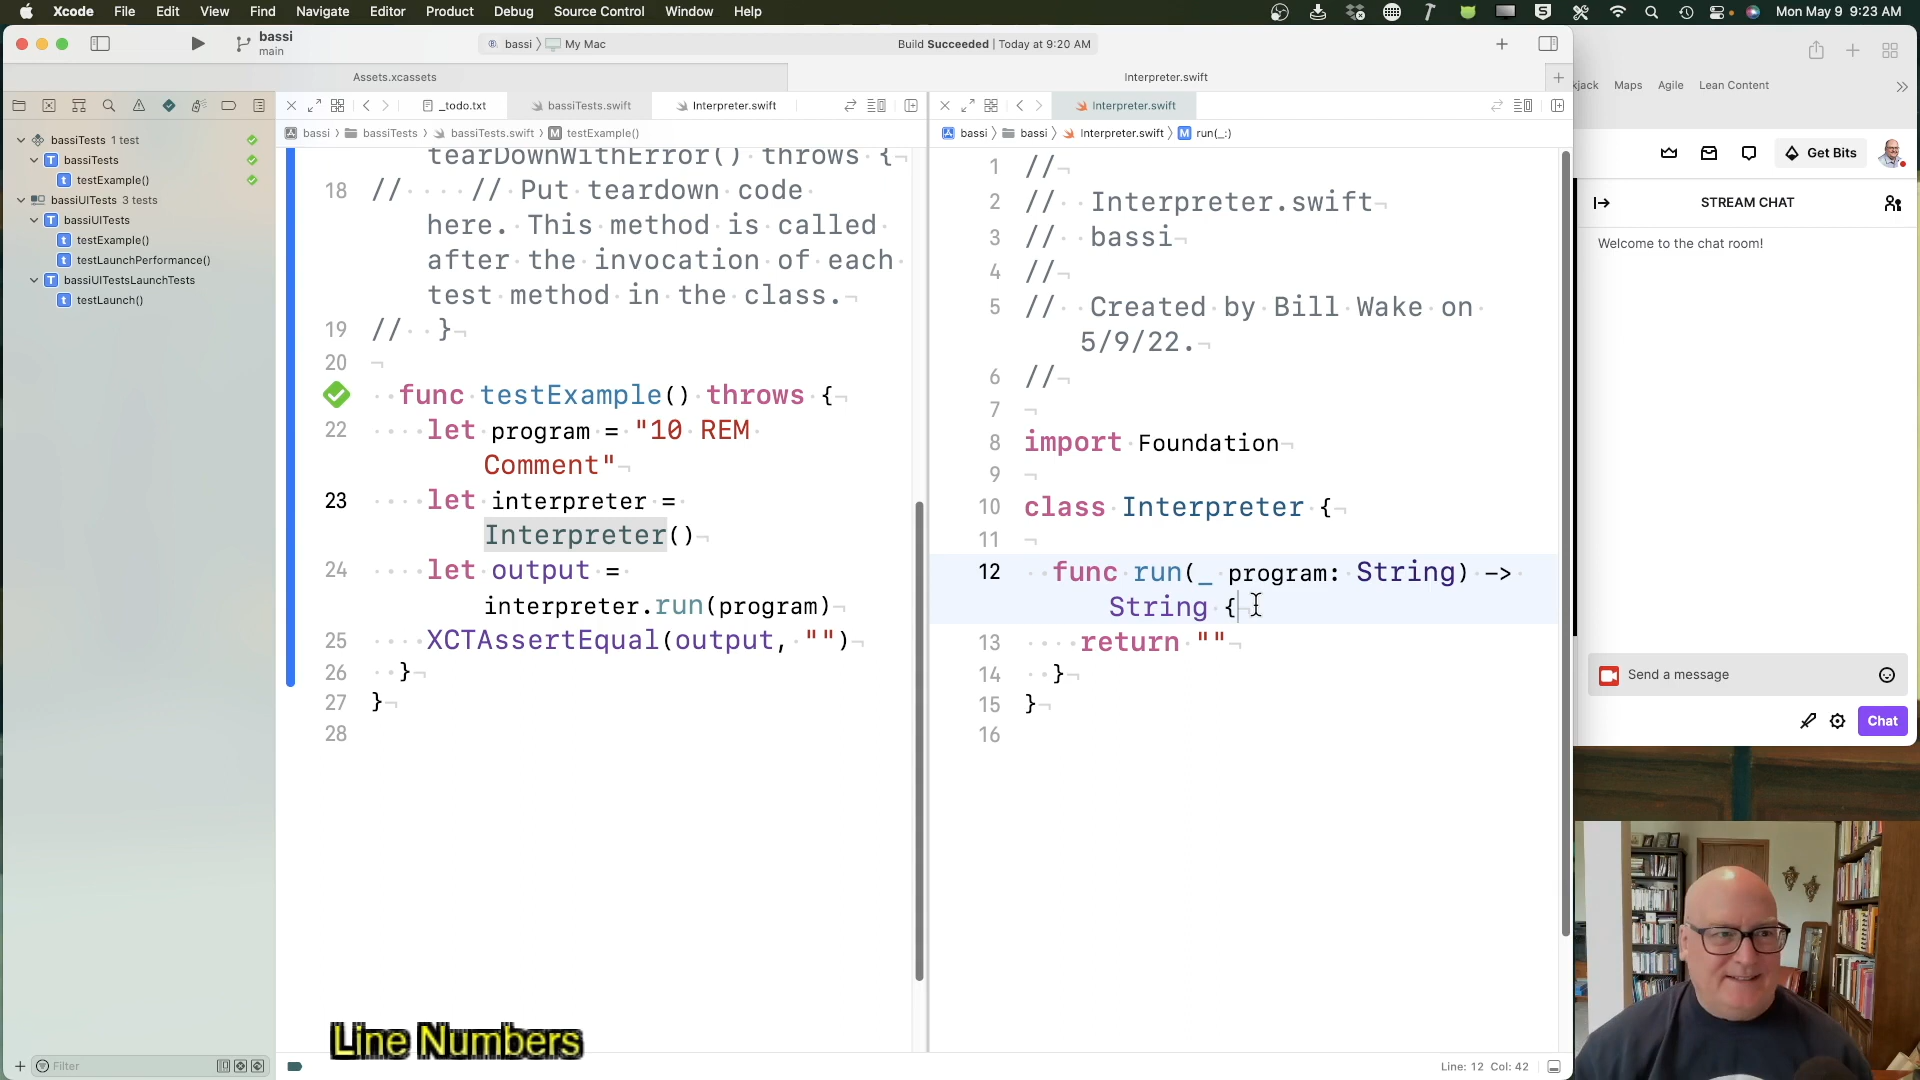 Xcode File Edit View Find Navigate Editor Product Debug Source Control Window Help
Mon May 9 9:23 AM
bassi
main
bassi 〉 My Mac
Build Succeeded | Today at 9:20 AM
Assets.xcassets
Interpreter.swift
_todo.txt
bassiTests.swift
Interpreter.swift
Interpreter.swift
bassi 〉 bassiTests 〉 bassiTests.swift 〉 M testExample()
bassi 〉 bassi 〉 Interpreter.swift 〉 M run(_:)
bassiTests 1 test
T bassiTests
t testExample()
bassiUITests 3 tests
T bassiUITests
t testExample()
t testLaunchPerformance()
T bassiUITestsLaunchTests
t testLaunch()
Filter
tearDownWithError() throws {
18 // // Put teardown code
here. This method is called
after the invocation of each
test method in the class.
19 // }
20
func testExample() throws {
22 let program = "10 REM
Comment"
23 let interpreter =
Interpreter()
24 let output =
interpreter.run(program)
25 XCTAssertEqual(output, "")
26 }
27 }
28
1 //
2 // Interpreter.swift
3 // bassi
4 //
5 // Created by Bill Wake on
5/9/22.
6 //
7
8 import Foundation
9
10 class Interpreter {
11
12 func run(_ program: String) ->
String {
13 return ""
14 }
15 }
16
Line Numbers
Line: 12 Col: 42
kjack Maps Agile Lean Content
Get Bits
STREAM CHAT
Welcome to the chat room!
Send a message
Chat